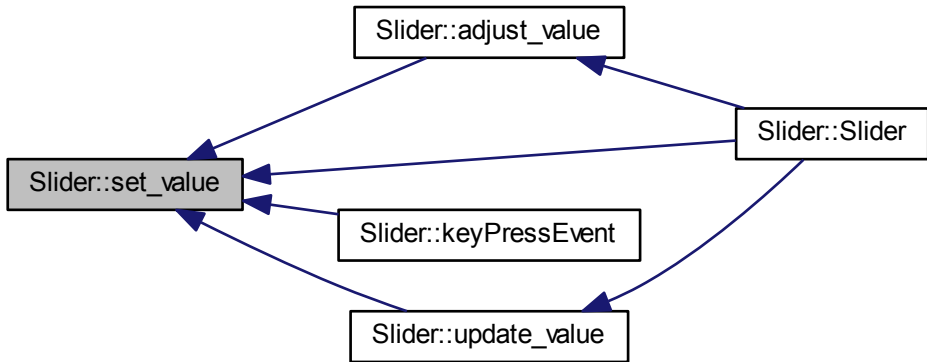 Slider::adjust_value
Slider::Slider
Slider::set_value
Slider::keyPressEvent
Slider::update_value